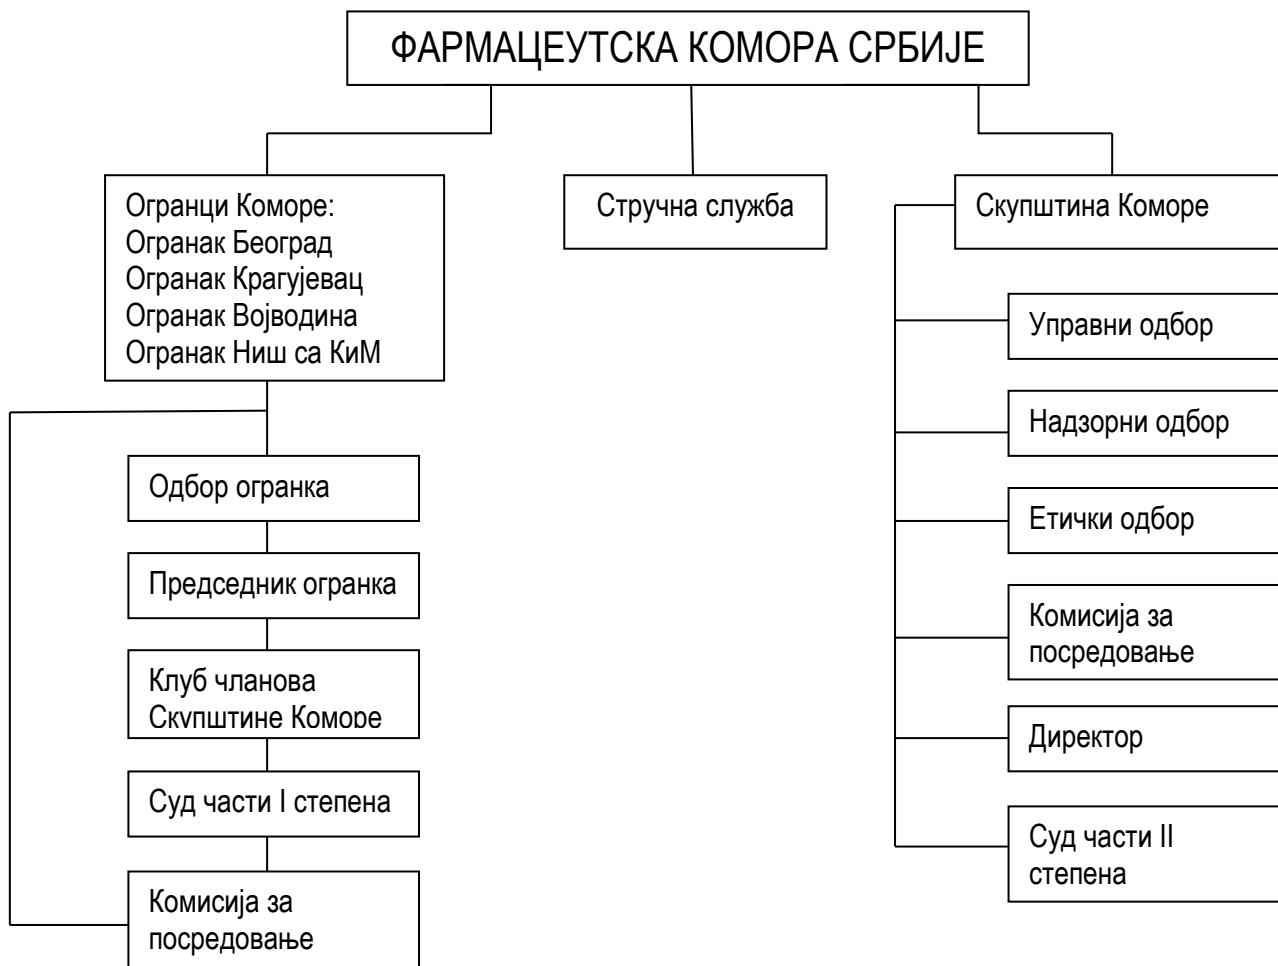 ФАРМАЦЕУТСКА КОМОРА СРБИЈЕ
Огранци Коморе:
Огранак Београд
Огранак Крагујевац
Огранак Војводина
Огранак Ниш са КиМ
Одбор огранка
Председник огранка
Клуб чланова
Скупштине Коморе
Суд части I степена
Комисија за
посредовање
Стручна служба
Скупштина Коморе
Управни одбор
Надзорни одбор
Етички одбор
Комисија за
посредовање
Директор
Суд части II
степена